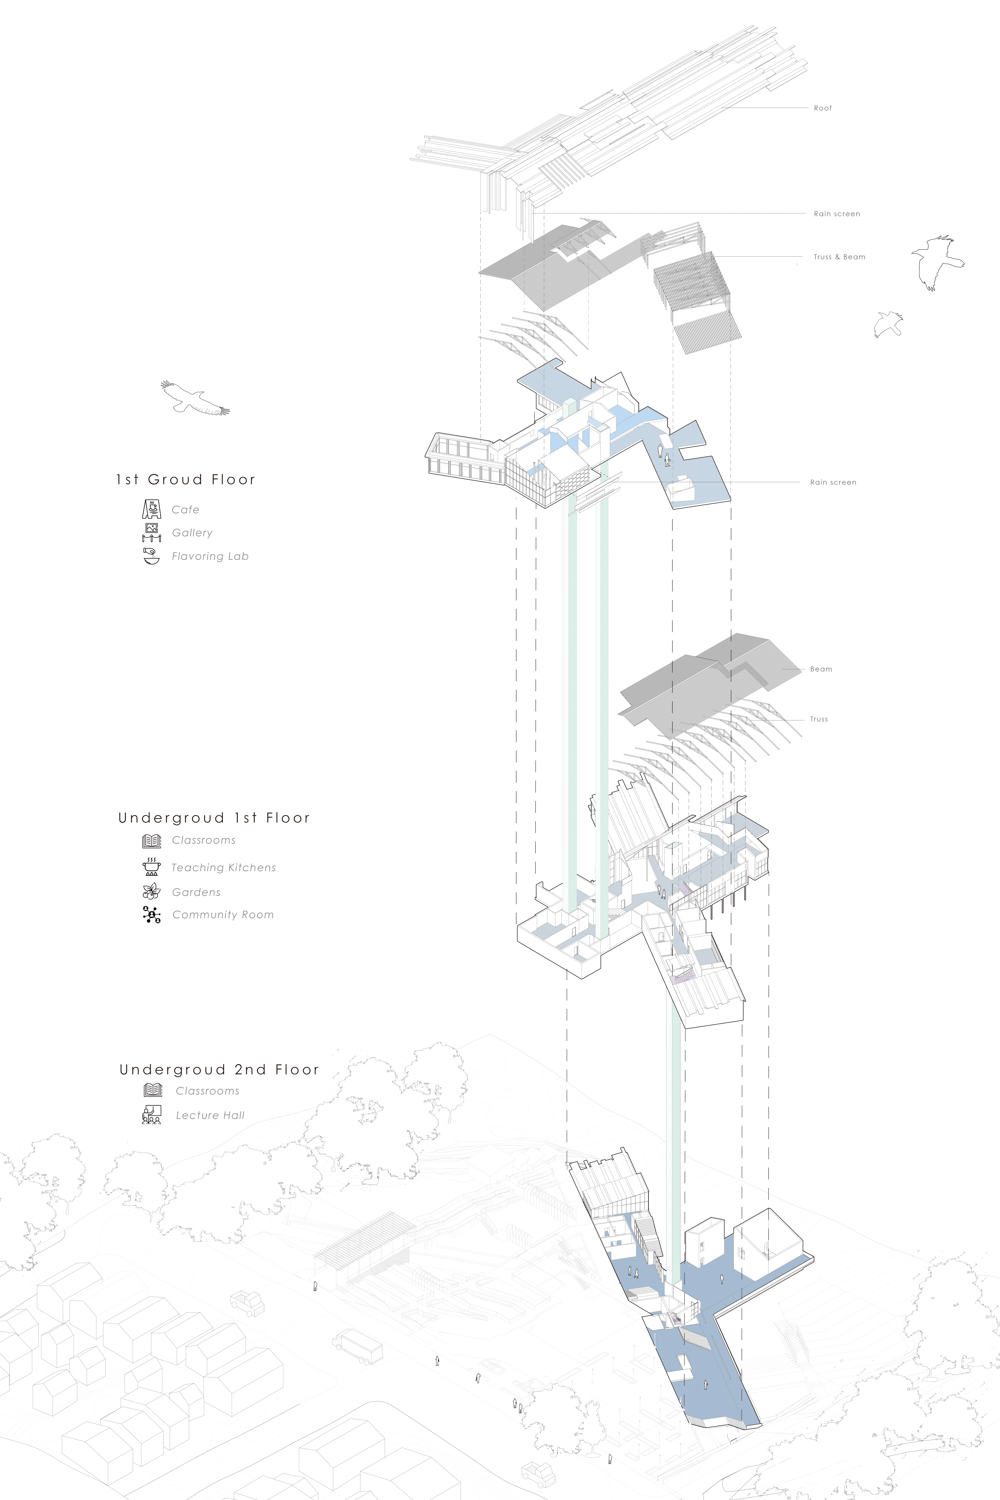 Roof
Rain screen
Truss & Beam
1st Groud Floor
Cafe
Gallery
Flavoring Lab
Rain screen
Beam
Truss
Undergroud 1st Floor
Classrooms
Teaching Kitchens
Gardens
Community Room
Undergroud 2nd Floor
Classrooms
Lecture Hall